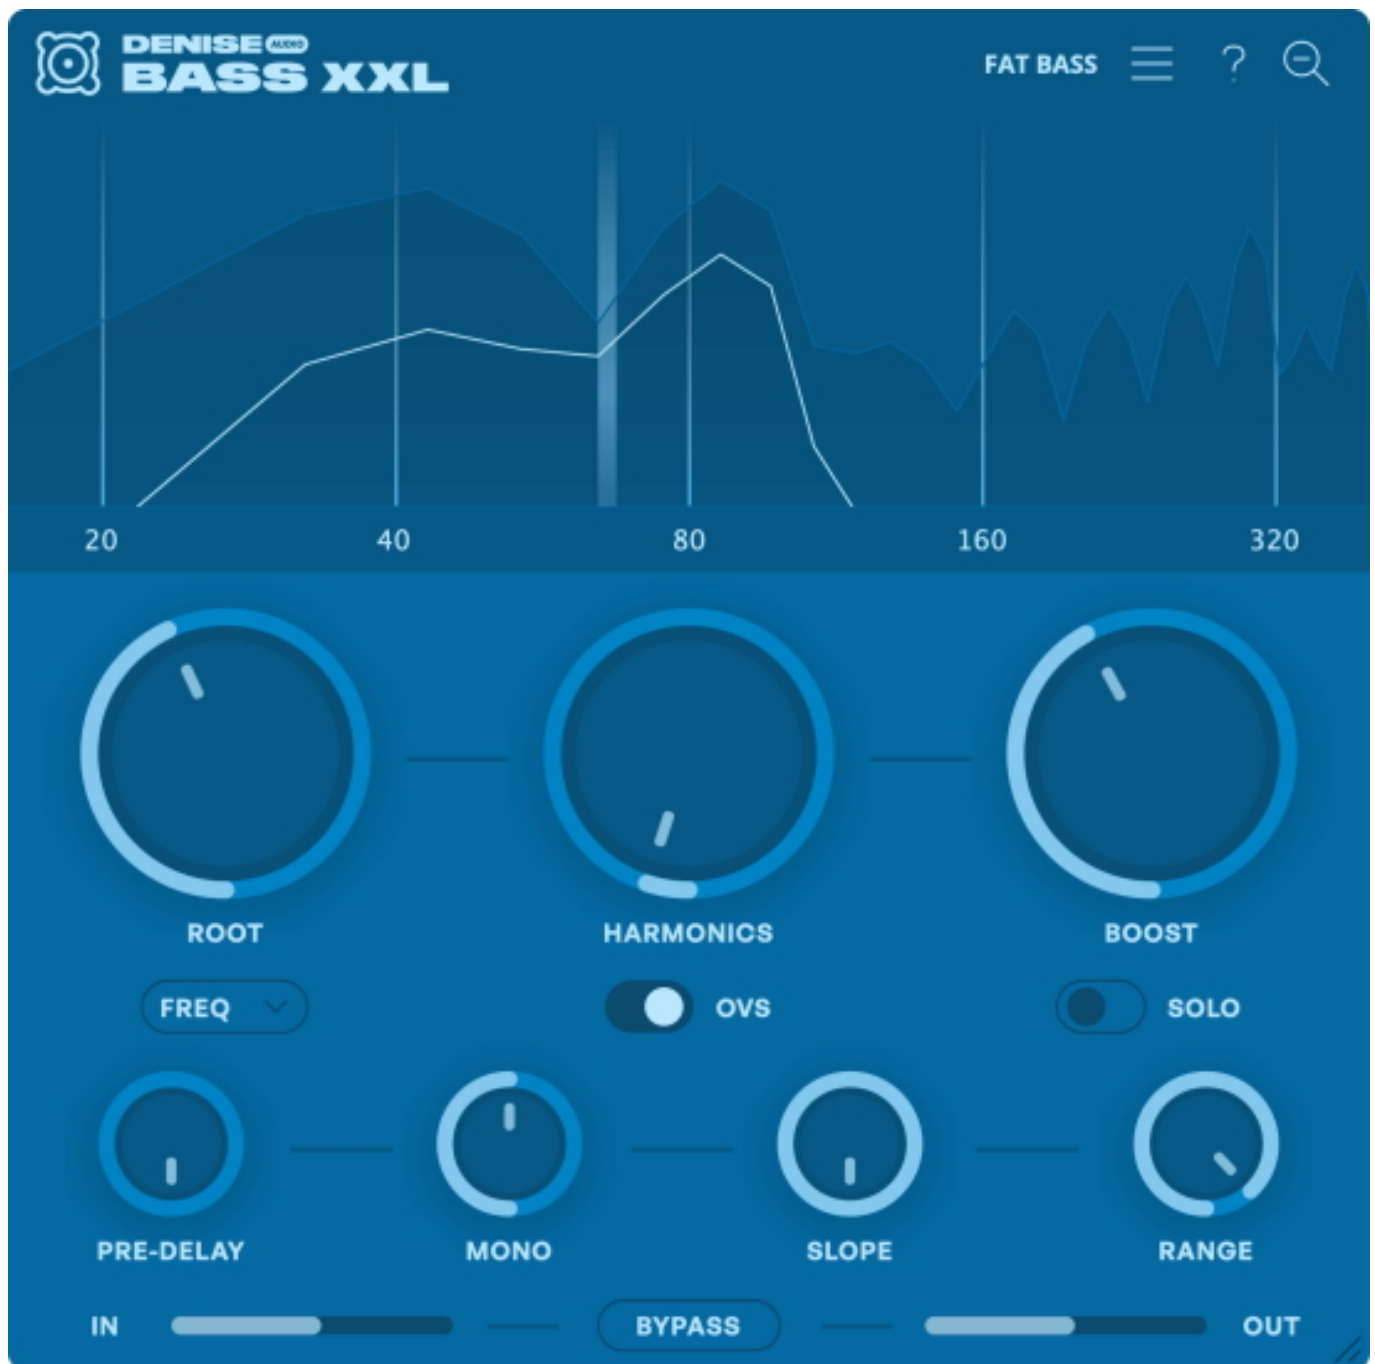 DENISE AUDIO
BASS XXL
FAT BASS
?
20 40 80 160 320
ROOT HARMONICS BOOST
FREQ OVS SOLO
PRE-DELAY MONO SLOPE RANGE
IN BYPASS OUT